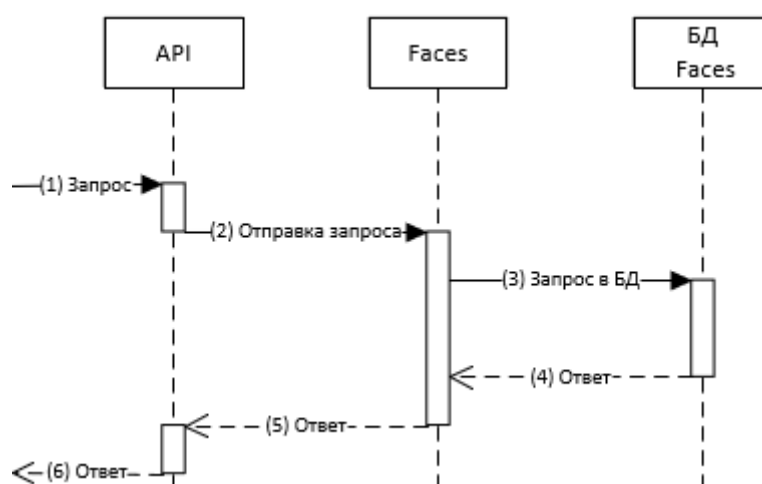 API
Faces
БД
Faces
(1) Запрос
(2) Отправка запроса
(3) Запрос в БД
(4) Ответ
(5) Ответ
(6) Ответ